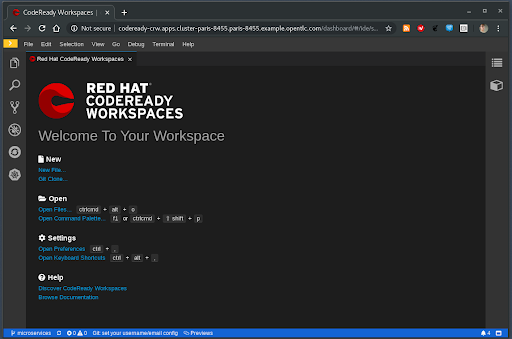 CodeReady Workspaces |
Not secure | codeready-crw.apps.cluster-paris-8455.paris-8455.example.opentlc.com/dashboard/#/ide/s...
File Edit Selection View Go Debug Terminal Help
Red Hat CodeReady Workspaces
RED HAT®
CODEREADY
WORKSPACES
Welcome To Your Workspace
New
New File...
Git Clone...
Open
Open Files... ctrlcmd + alt + o
Open Command Palette... f1 or ctrlcmd + ⇧ shift + p
Settings
Open Preferences ctrl + ,
Open Keyboard Shortcuts ctrl + alt + ,
Help
Discover CodeReady Workspaces
Browse Documentation
microservices 0 0 Git: set your username/email config Previews 4